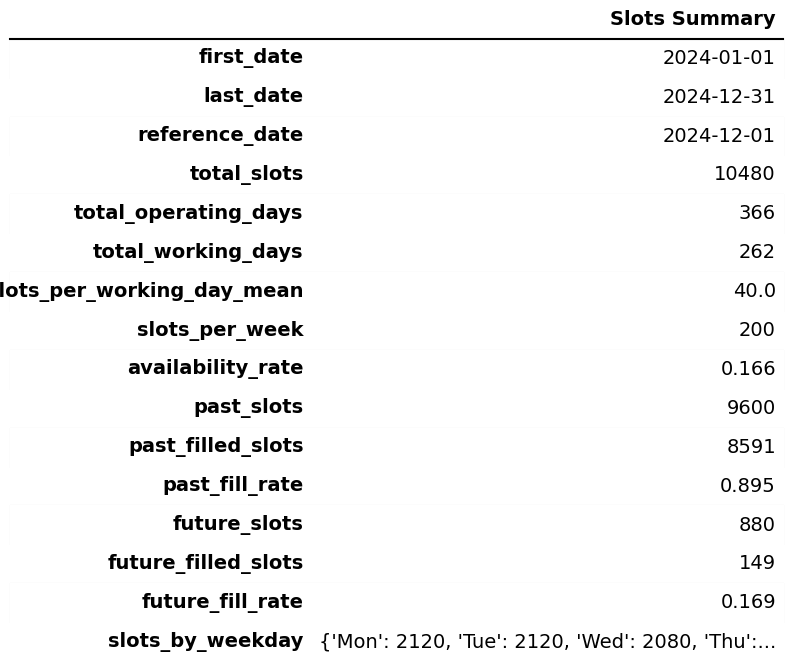 Slots Summary
first_date 2024-01-01
last_date 2024-12-31
reference_date 2024-12-01
total_slots 10480
total_operating_days 366
total_working_days 262
lots_per_working_day_mean 40.0
slots_per_week 200
availability_rate 0.166
past_slots 9600
past_filled_slots 8591
past_fill_rate 0.895
future_slots 880
future_filled_slots 149
future_fill_rate 0.169
slots_by_weekday {'Mon': 2120, 'Tue': 2120, 'Wed': 2080, 'Thu':...